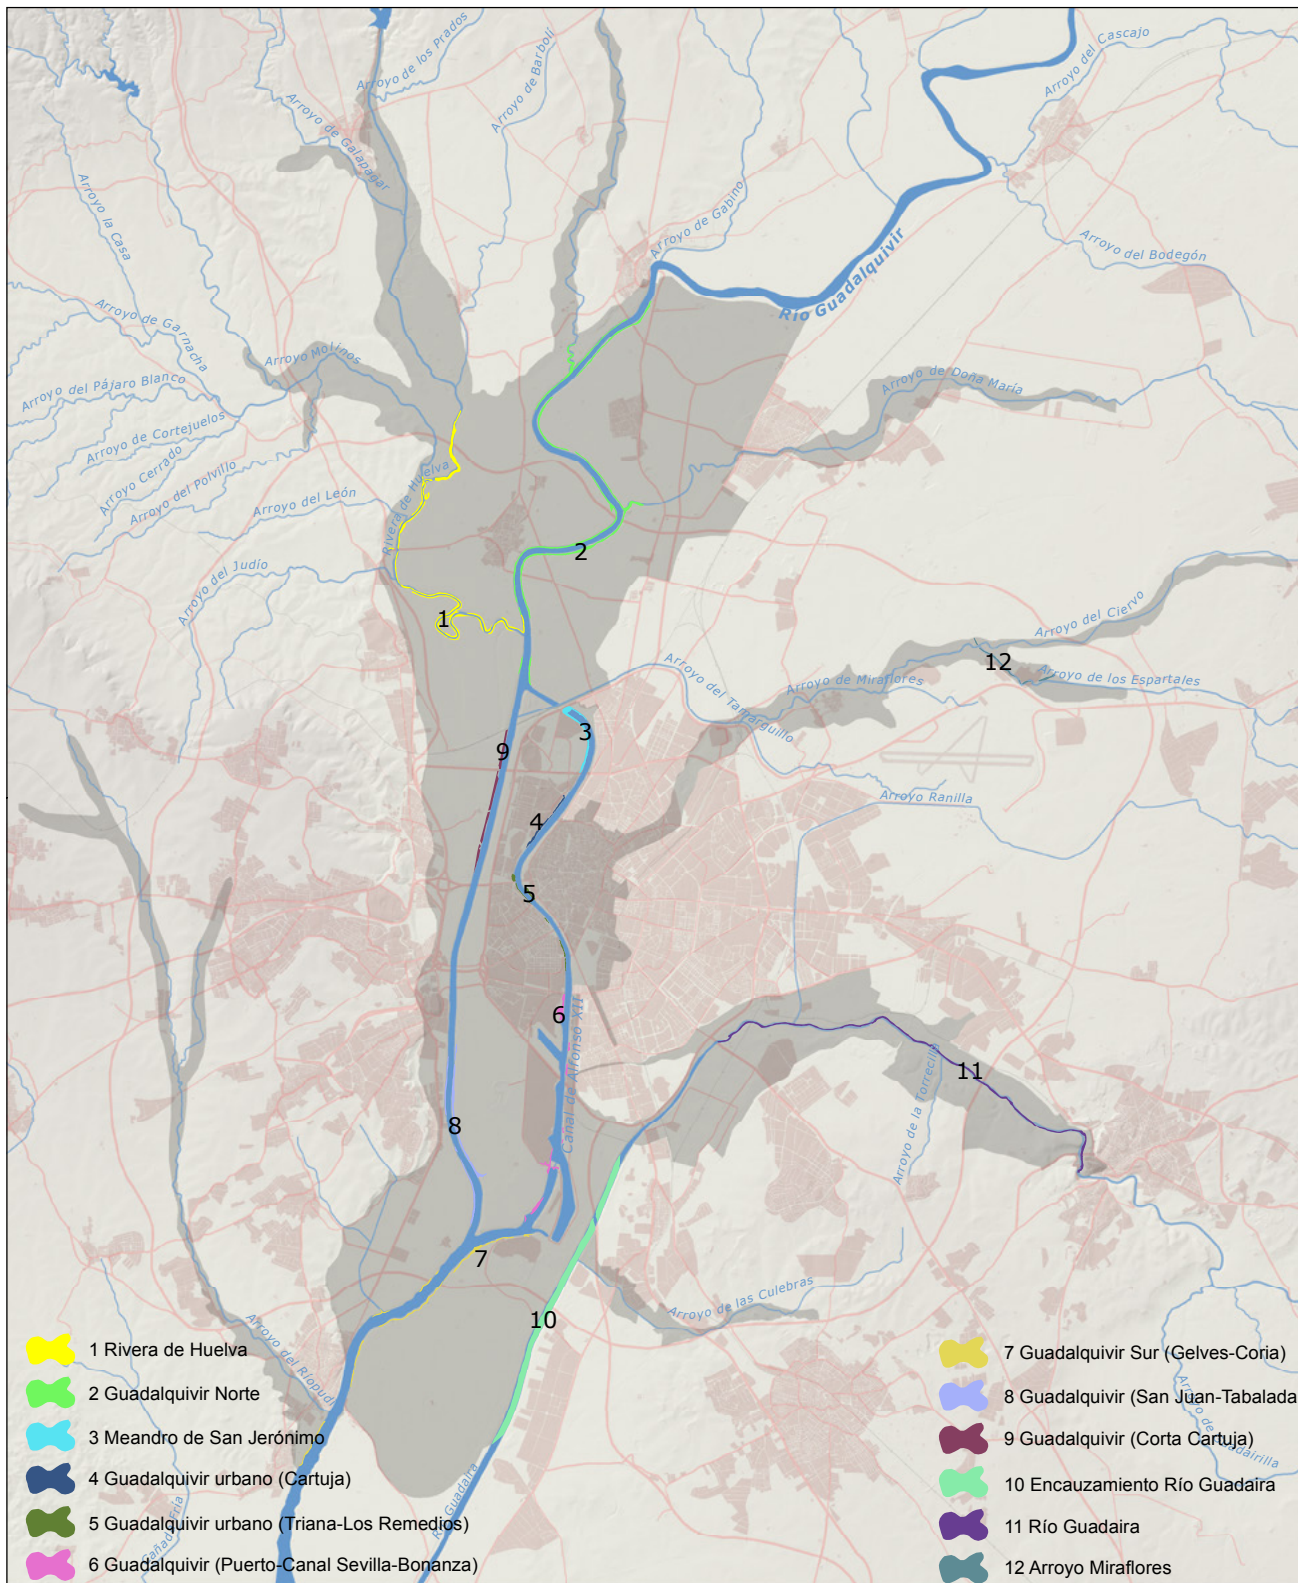 Arroyo de los Prados
Arroyo de Barbolí
Arroyo del Cascajo
Arroyo de Galapagar
Arroyo la Casa
Arroyo de Gabino
Arroyo del Bodegón
Río Guadalquivir
Arroyo de Garnacha
Arroyo Molinos
Arroyo del Pájaro Blanco
Arroyo de Doña María
Arroyo de Cortejuelos
Arroyo Cerrado
Arroyo del Polvillo
Arroyo del León
Rivera de Huelva
2
Arroyo del Judío
1
Arroyo del Ciervo
12
Arroyo de los Espartales
Arroyo de Miraflores
Arroyo del Tamarguillo
3
9
Arroyo Ranilla
4
5
6
Canal de Alfonso XII
11
Arroyo de la Torrecilla
8
7
Arroyo de las Culebras
10
Arroyo del Riopudio
Arroyo de Guadairilla
Río Guadaira
Cañada Fría
1 Rivera de Huelva
2 Guadalquivir Norte
3 Meandro de San Jerónimo
4 Guadalquivir urbano (Cartuja)
5 Guadalquivir urbano (Triana-Los Remedios)
6 Guadalquivir (Puerto-Canal Sevilla-Bonanza)
7 Guadalquivir Sur (Gelves-Coria)
8 Guadalquivir (San Juan-Tabalada
9 Guadalquivir (Corta Cartuja)
10 Encauzamiento Río Guadaira
11 Río Guadaira
12 Arroyo Miraflores